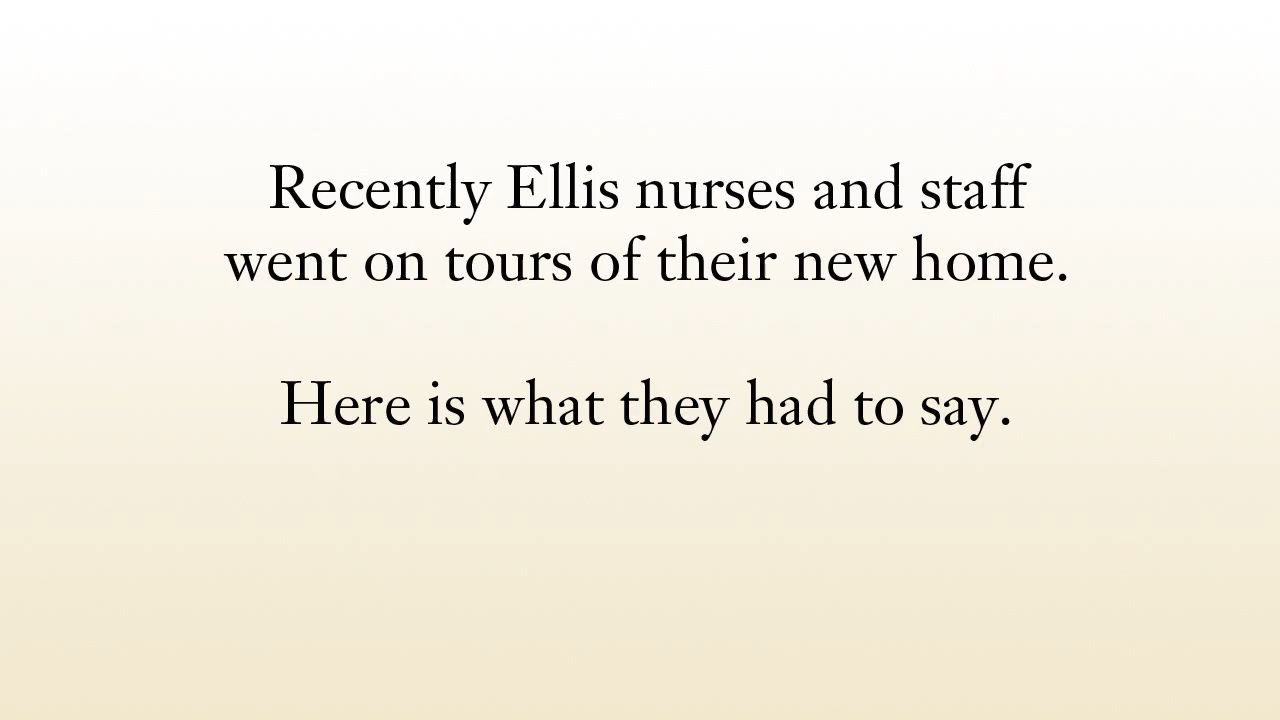 Recently Ellis nurses and staff
went on tours of their new home.
Here is what they had to say.